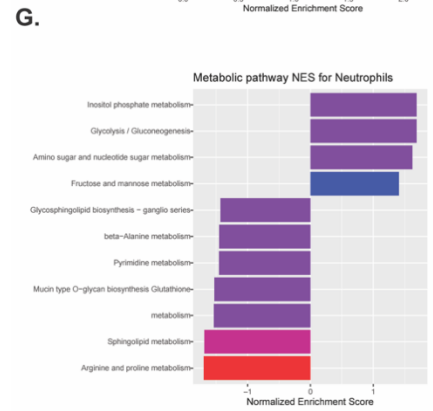 Normalized Enrichment Score
G.
Metabolic pathway NES for Neutrophils
Inositol phosphate metabolism
Glycolysis / Gluconeogenesis
Amino sugar and nucleotide sugar metabolism
Fructose and mannose metabolism
Glycosphingolipid biosynthesis − ganglio series
beta−Alanine metabolism
Pyrimidine metabolism
Mucin type O−glycan biosynthesis Glutathione
metabolism
Sphingolipid metabolism
Arginine and proline metabolism
−1 0 1
Normalized Enrichment Score